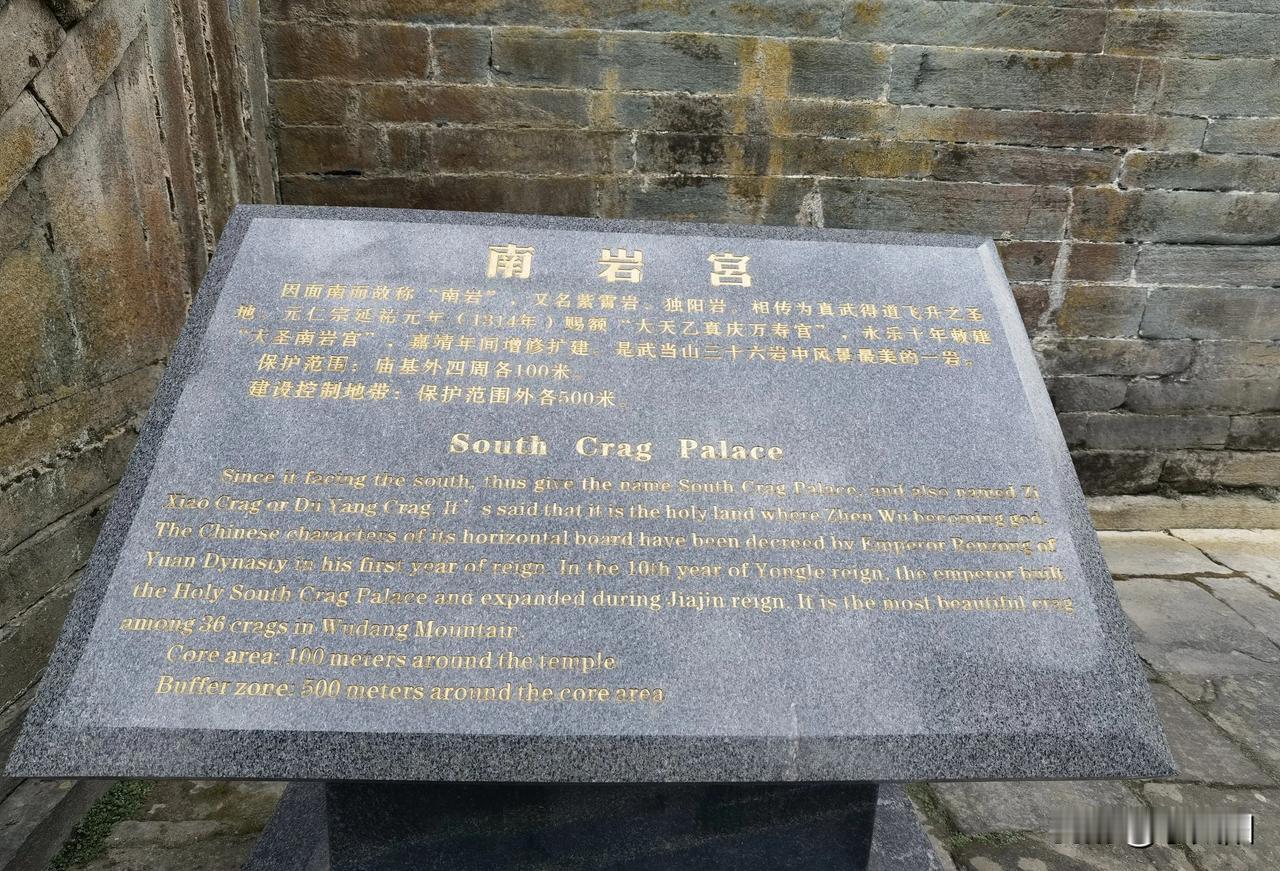 南岩宫
因面南而故称“南岩”，又名紫霄岩、独阳岩。相传为真武得道飞升之圣
地。元仁宗延祐元年（1314年）赐额“大天乙真庆万寿宫”，永乐十年敕建
“大圣南岩宫”，嘉靖年间增修扩建。是武当山三十六岩中风景最美的一岩。
保护范围：庙基外四周各100米。
建设控制地带：保护范围外各500米。
South Crag Palace
Since it facing the south, thus give the name South Crag Palace, and also named Zi
Xiao Crag or Du Yang Crag. It’s said that it is the holy land where Zhen Wu becoming god.
The Chinese characters of its horizontal board have been decreed by Emperor Renzong of
Yuan Dynasty in his first year of reign. In the 10th year of Yongle reign, the emperor built
the Holy South Crag Palace and expanded during Jiajin reign. It is the most beautiful crag
among 36 crags in Wudang Mountain.
Core area: 100 meters around the temple
Buffer zone: 500 meters around the core area